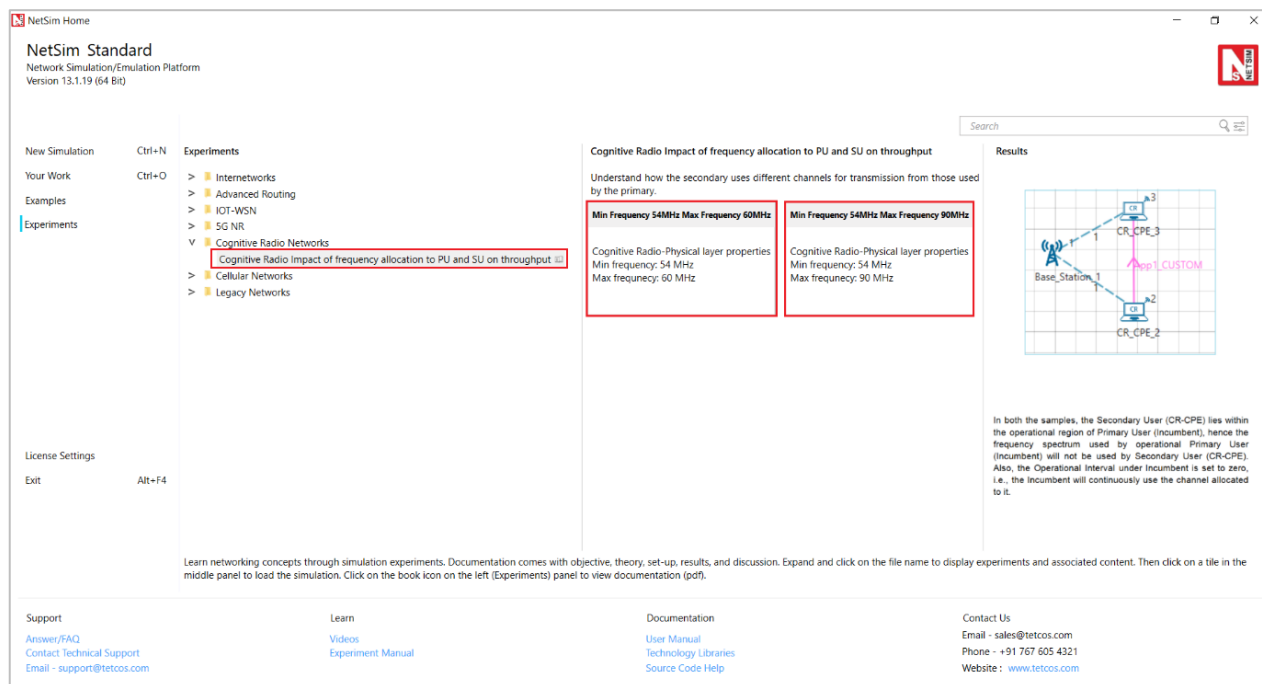 NetSim Home
NetSim Standard
Network Simulation/Emulation Platform
Version 13.1.19 (64 Bit)
NS
NETSIM
Search
New Simulation Ctrl+N
Your Work Ctrl+O
Examples
Experiments
License Settings
Exit Alt+F4
Experiments
> Internetworks
> Advanced Routing
> IOT-WSN
> 5G NR
v Cognitive Radio Networks
Cognitive Radio Impact of frequency allocation to PU and SU on throughput
> Cellular Networks
> Legacy Networks
Cognitive Radio Impact of frequency allocation to PU and SU on throughput
Understand how the secondary uses different channels for transmission from those used
by the primary.
Min Frequency 54MHz Max Frequency 60MHz
Cognitive Radio-Physical layer properties
Min frequency: 54 MHz
Max frequnecy: 60 MHz
Min Frequency 54MHz Max Frequency 90MHz
Cognitive Radio-Physical layer properties
Min frequency: 54 MHz
Max frequnecy: 90 MHz
Results
3
CR
CR_CPE_3
1
1
App1_CUSTOM
Base_Station_1
1
2
CR
CR_CPE_2
In both the samples, the Secondary User (CR-CPE) lies within
the operational region of Primary User (Incumbent), hence the
frequency spectrum used by operational Primary User
(Incumbent) will not be used by Secondary User (CR-CPE).
Also, the Operational Interval under Incumbent is set to zero,
i.e., the Incumbent will continuously use the channel allocated
to it.
Learn networking concepts through simulation experiments. Documentation comes with objective, theory, set-up, results, and discussion. Expand and click on the file name to display experiments and associated content. Then click on a tile in the
middle panel to load the simulation. Click on the book icon on the left (Experiments) panel to view documentation (pdf).
Support
Answer/FAQ
Contact Technical Support
Email - support@tetcos.com
Learn
Videos
Experiment Manual
Documentation
User Manual
Technology Libraries
Source Code Help
Contact Us
Email - sales@tetcos.com
Phone - +91 767 605 4321
Website : www.tetcos.com